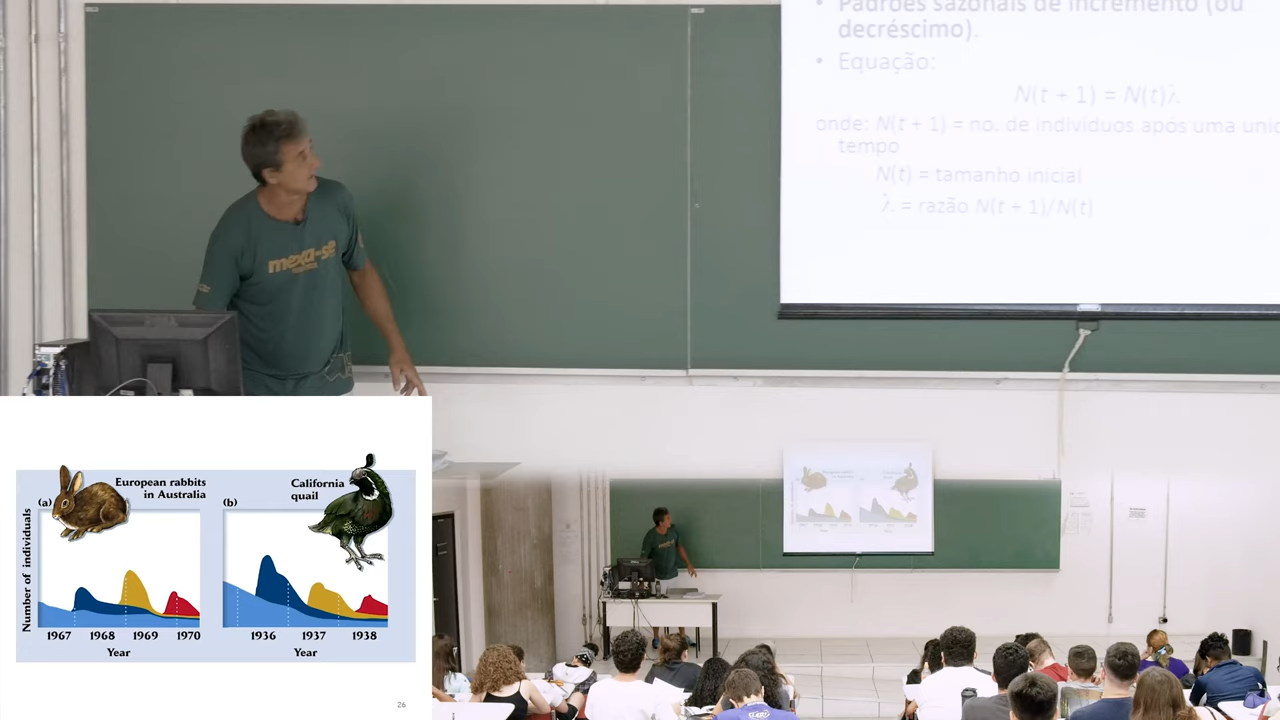 • Padrões sazonais de incremento (ou
decréscimo).
• Equação:
N(t + 1) = N(t)λ
onde: N(t + 1) = no. de indivíduos após uma
tempo
N(t) = tamanho inicial
λ = razão N(t + 1)/N(t)
mexa-se
European rabbits
in Australia
(a)
Number of individuals
1967 1968 1969 1970
Year
California
quail
(b)
1936 1937 1938
Year
26